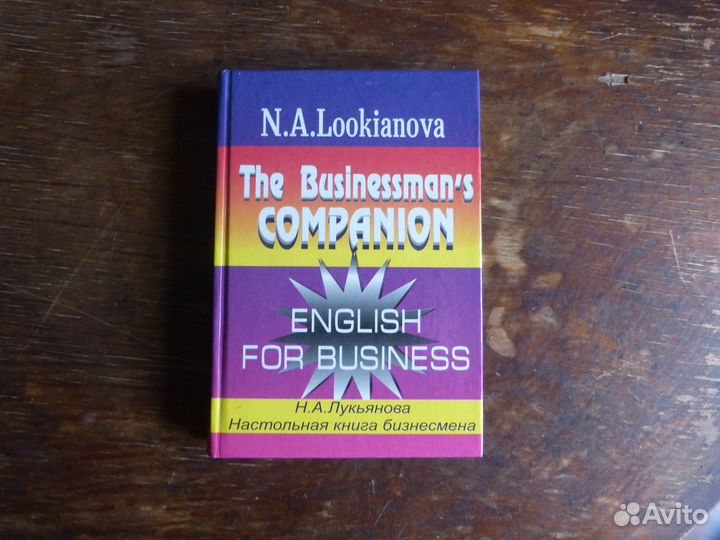 N.A.Lookianova
The Businessman's
COMPANION
ENGLISH
FOR BUSINESS
Н.А.Лукьянова
Настольная книга бизнесмена
Avito